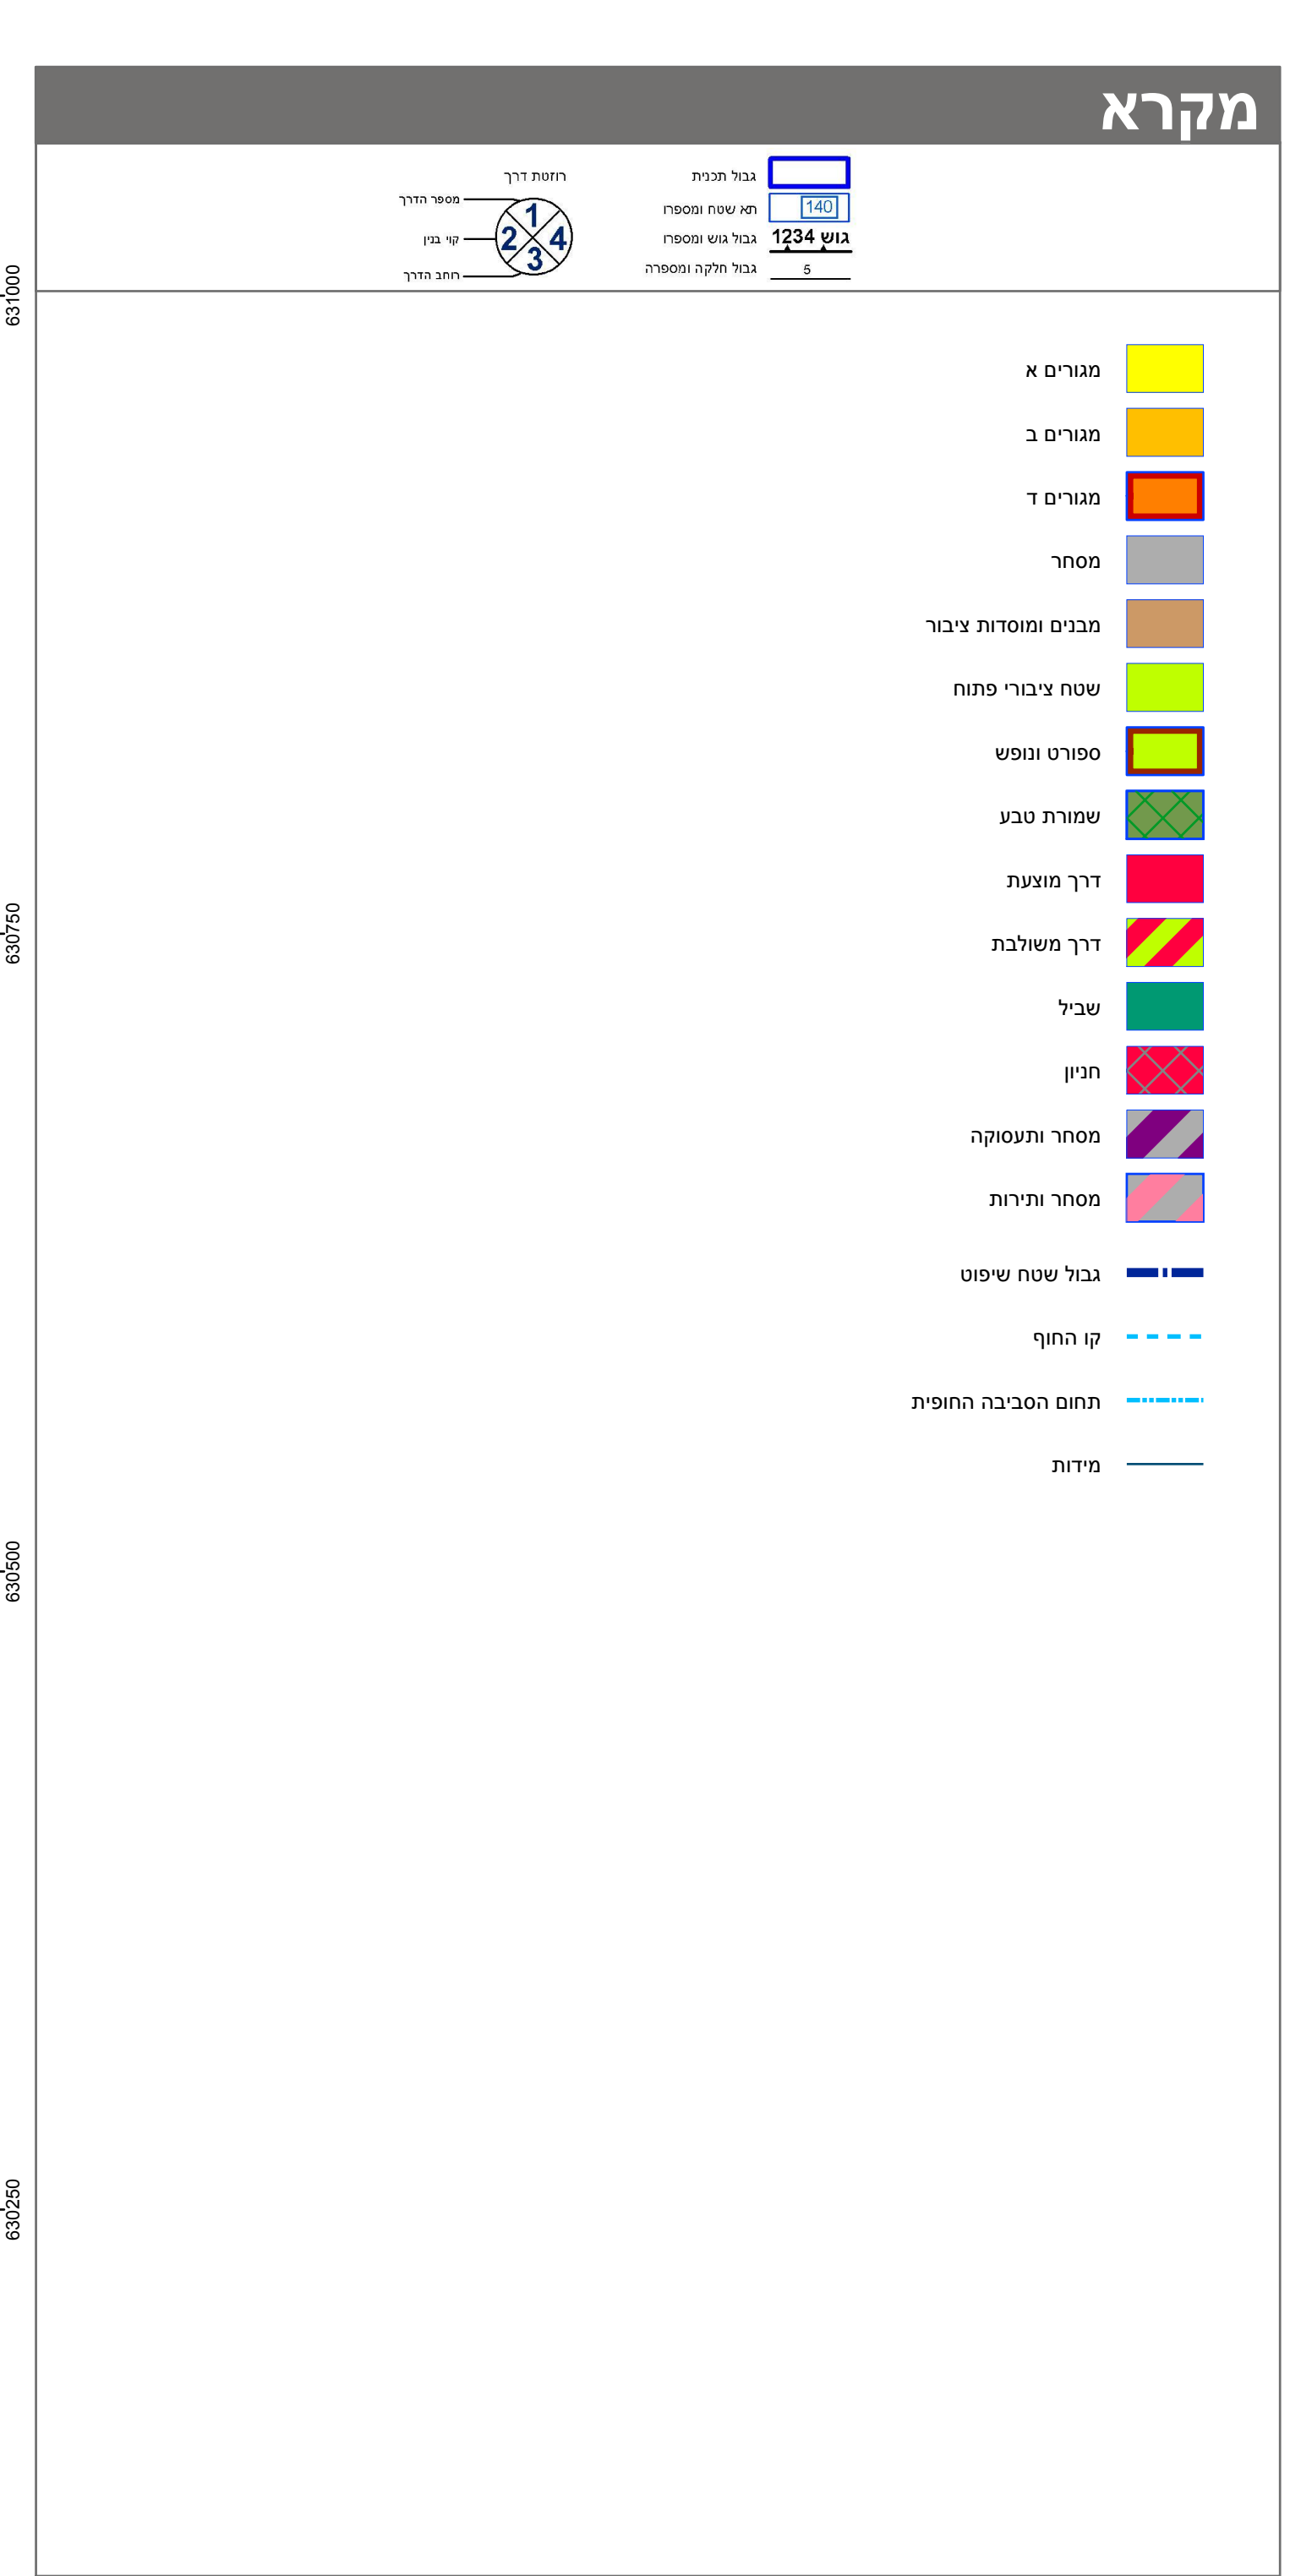 מקרא
גבול תכנית
תא שטח ומספרו
140
גבול גוש ומספרו
גוש 1234
גבול חלקה ומספרה
5
רוזטת דרך
מספר הדרך
קוי בנין
רוחב הדרך
1
2
4
3
מגורים א
מגורים ב
מגורים ד
מסחר
מבנים ומוסדות ציבור
שטח ציבורי פתוח
ספורט ונופש
שמורת טבע
דרך מוצעת
דרך משולבת
שביל
חניון
מסחר ותעסוקה
מסחר ותירות
גבול שטח שיפוט
קו החוף
תחום הסביבה החופית
מידות
631000
630750
630500
630250